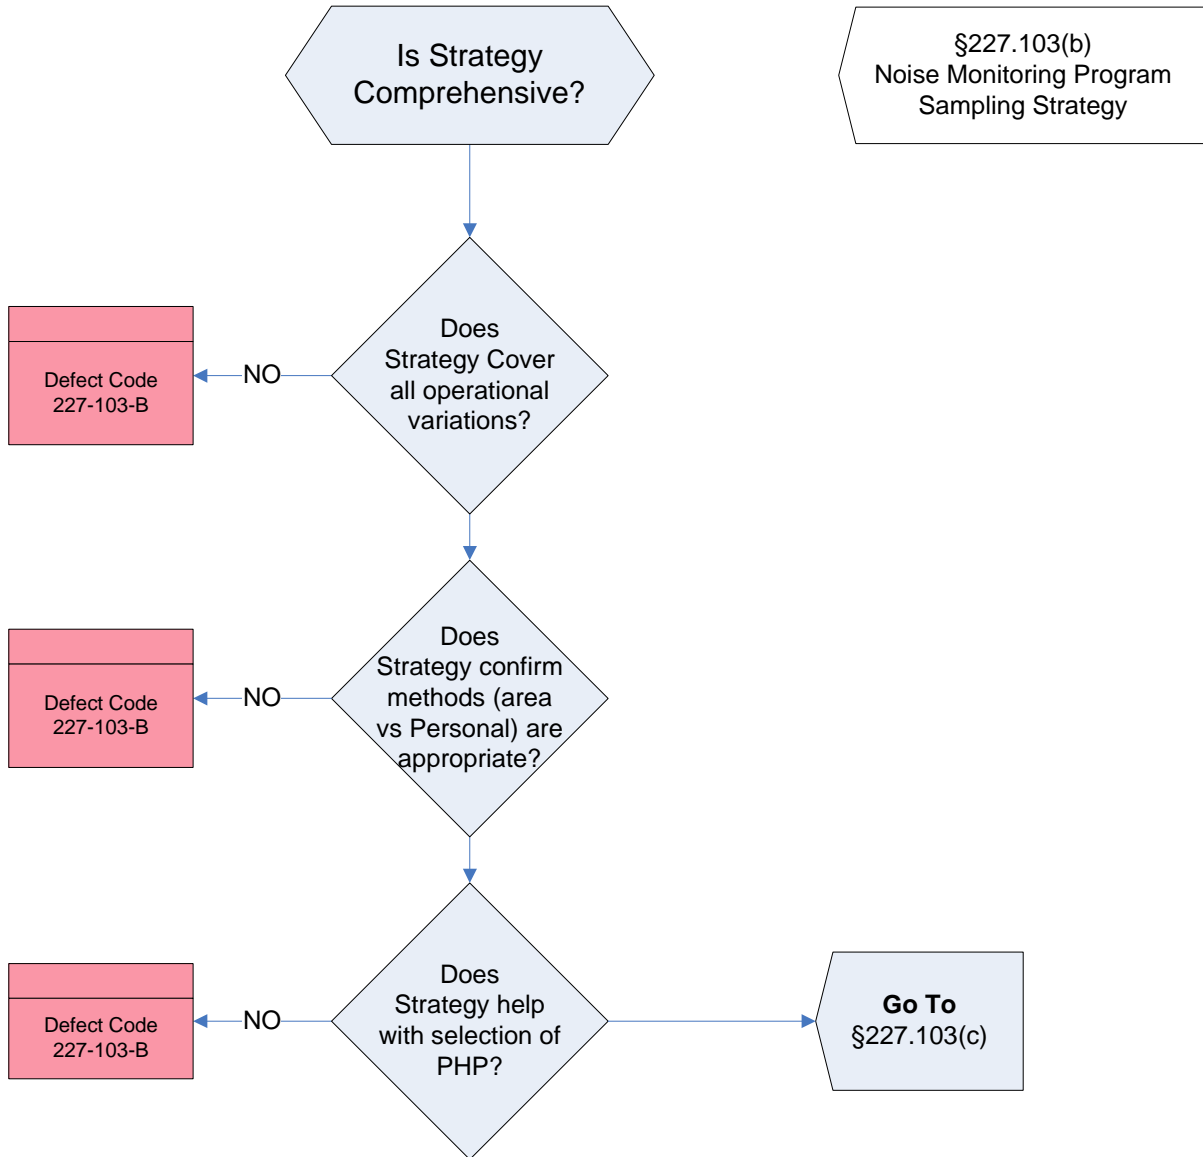 Is Strategy
Comprehensive?
§227.103(b)
Noise Monitoring Program
Sampling Strategy
Does
Strategy Cover
all operational
variations?
NO
Defect Code
227-103-B
Does
Strategy confirm
methods (area
vs Personal) are
appropriate?
NO
Defect Code
227-103-B
Does
Strategy help
with selection of
PHP?
NO
Defect Code
227-103-B
Go To
§227.103(c)